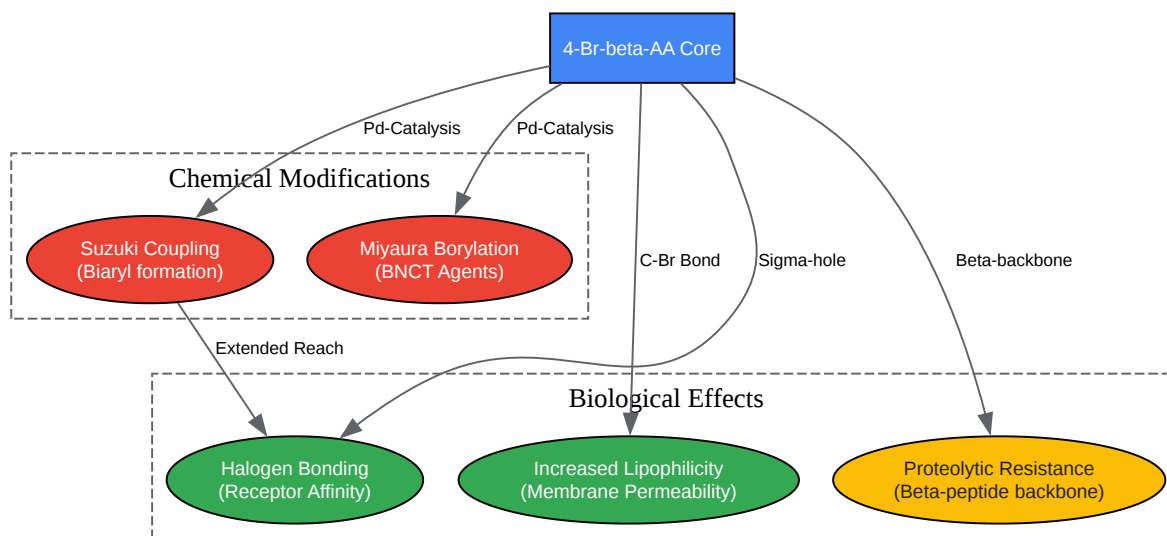 4-Br-beta-AA Core
Pd-Catalysis
Pd-Catalysis
Chemical Modifications
Suzuki Coupling
(Biaryl formation)
Miyaura Borylation
(BNCT Agents)
C-Br Bond
Sigma-hole
Beta-backbone
Extended Reach
Biological Effects
Halogen Bonding
(Receptor Affinity)
Increased Lipophilicity
(Membrane Permeability)
Proteolytic Resistance
(Beta-peptide backbone)